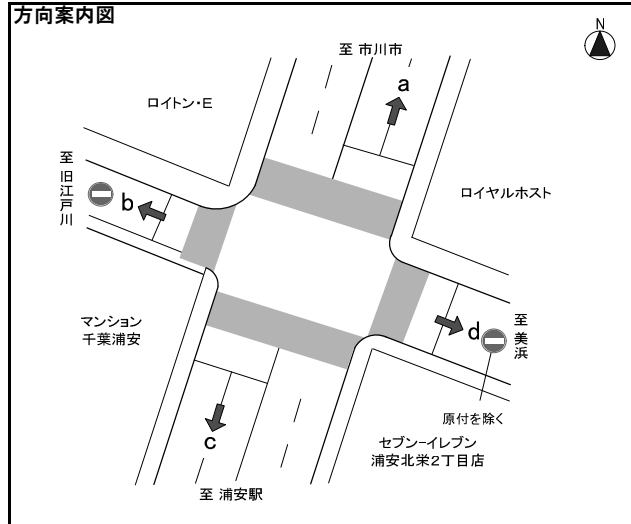 方向案内図
N
至 市川市
a
ロイトン・E
至 旧江戸川
b
ロイヤルホスト
マンション
千葉浦安
d
至 美浜
原付を除く
c
セブン-イレブン
浦安北栄2丁目店
至 浦安駅